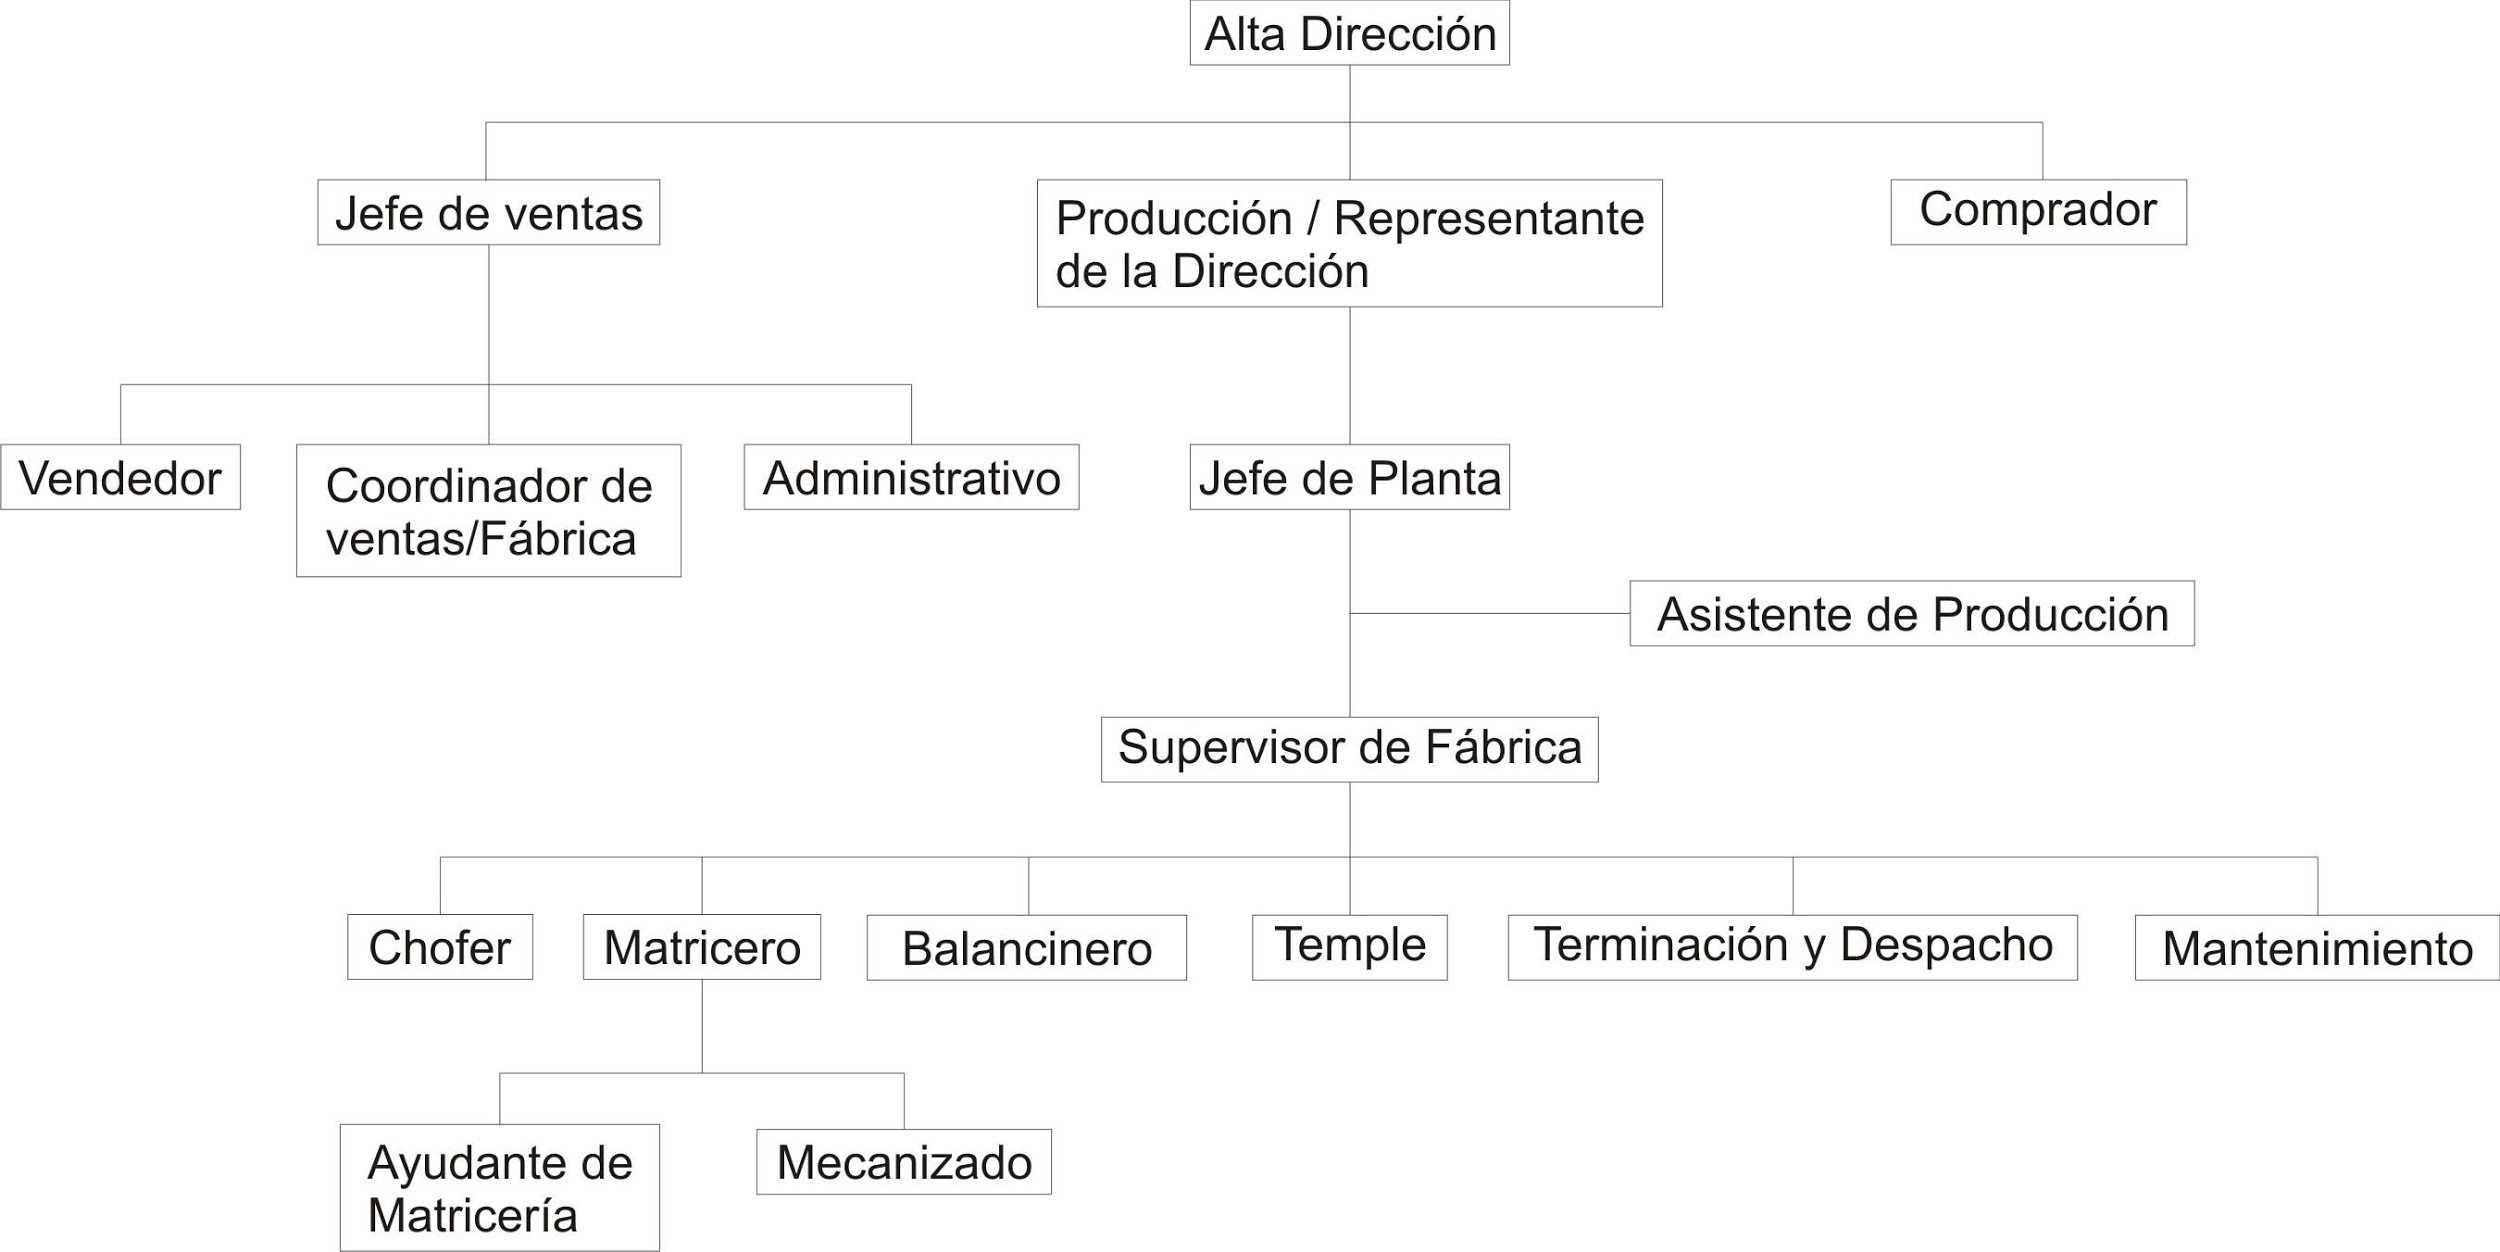 Alta Dirección
Jefe de ventas
Producción / Representante
de la Dirección
Comprador
Vendedor
Coordinador de
ventas/Fábrica
Administrativo
Jefe de Planta
Asistente de Producción
Supervisor de Fábrica
Chofer
Matricero
Balancinero
Temple
Terminación y Despacho
Mantenimiento
Ayudante de
Matricería
Mecanizado